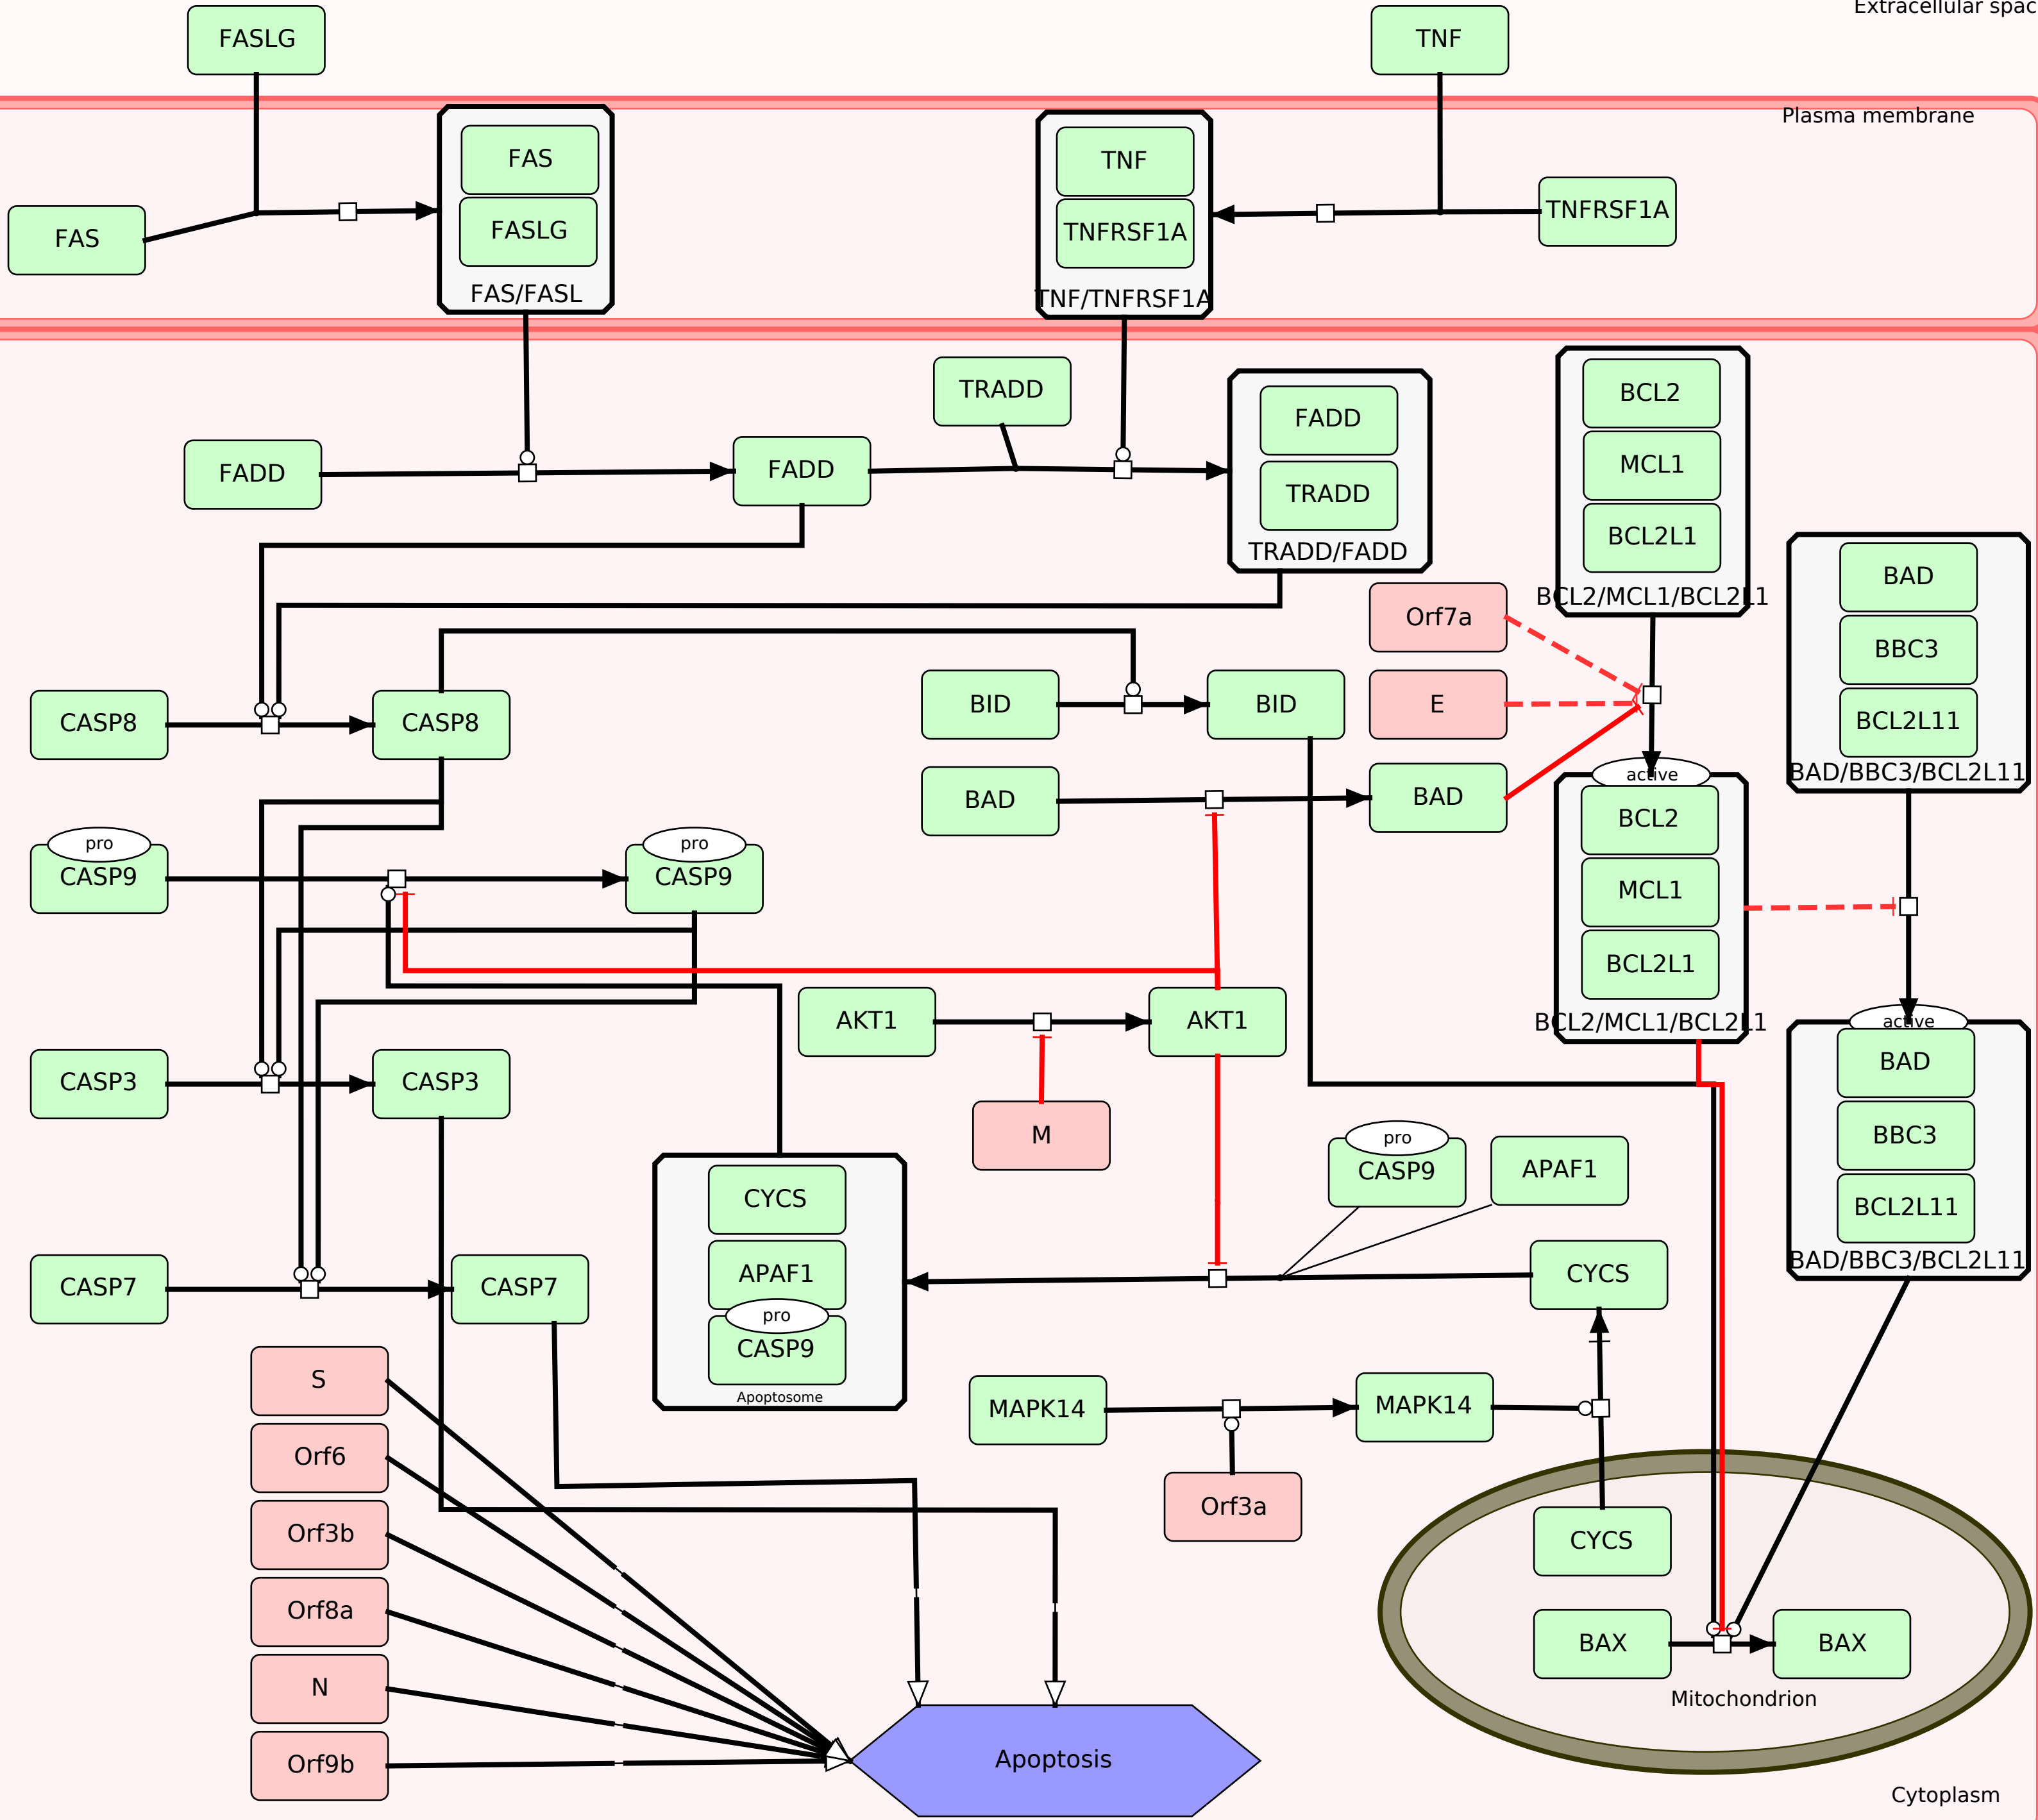 Extracellular spac
FASLG
TNF
Plasma membrane
FAS
FAS
FASLG
FAS/FASL
TNF
TNFRSF1A
TNF/TNFRSF1A
TNFRSF1A
FADD
FADD
TRADD
FADD
TRADD
TRADD/FADD
BCL2
MCL1
BCL2L1
BCL2/MCL1/BCL2L1
BAD
BBC3
BCL2L11
BAD/BBC3/BCL2L11
Orf7a
E
CASP8
CASP8
BID
BID
BAD
BAD
active
BCL2
MCL1
BCL2L1
BCL2/MCL1/BCL2L1
pro
CASP9
pro
CASP9
AKT1
AKT1
M
active
BAD
BBC3
BCL2L11
BAD/BBC3/BCL2L11
CASP3
CASP3
pro
CASP9
APAF1
CYCS
APAF1
pro
CASP9
Apoptosome
CYCS
CASP7
CASP7
MAPK14
MAPK14
Orf3a
S
Orf6
Orf3b
Orf8a
N
Orf9b
CYCS
BAX
BAX
Mitochondrion
Apoptosis
Cytoplasm